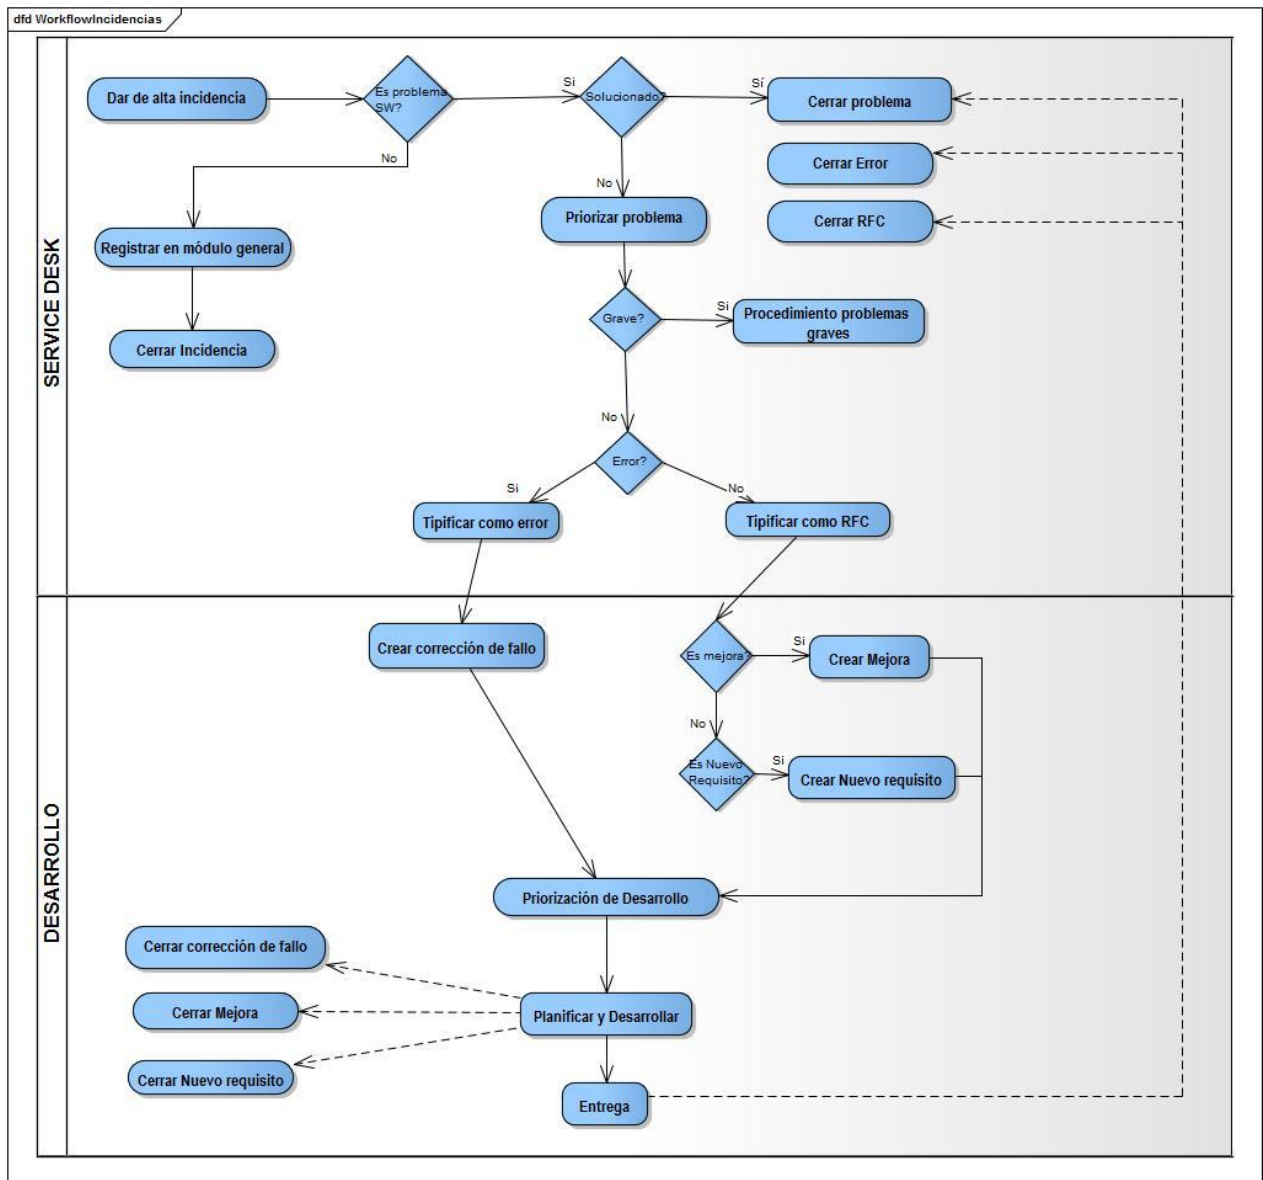 dfd WorkflowIncidencias
SERVICE DESK
Dar de alta incidencia
Es problema
SW?
Si
Solucionado?
Sí
Cerrar problema
No
Cerrar Error
No
Priorizar problema
Cerrar RFC
Registrar en módulo general
Grave?
Si
Procedimiento problemas
graves
Cerrar Incidencia
No
Error?
Si
No
Tipificar como error
Tipificar como RFC
DESARROLLO
Crear corrección de fallo
Es mejora?
Si
Crear Mejora
No
Es Nuevo
Requisito?
Si
Crear Nuevo requisito
Priorización de Desarrollo
Cerrar corrección de fallo
Cerrar Mejora
Planificar y Desarrollar
Cerrar Nuevo requisito
Entrega